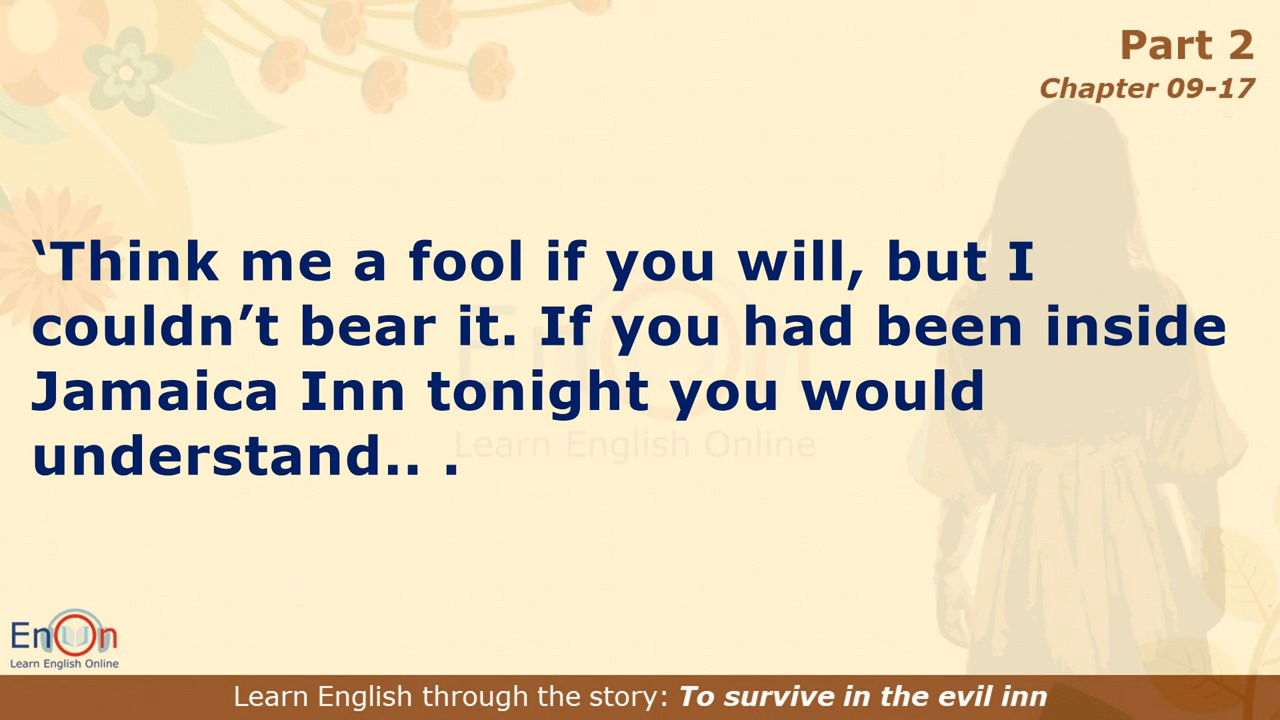 Part 2
Chapter 09-17
‘Think me a fool if you will, but I
couldn’t bear it. If you had been inside
Jamaica Inn tonight you would
understand.. .
EnOn
Learn English Online
EnOn
Learn English Online
Learn English through the story: To survive in the evil inn